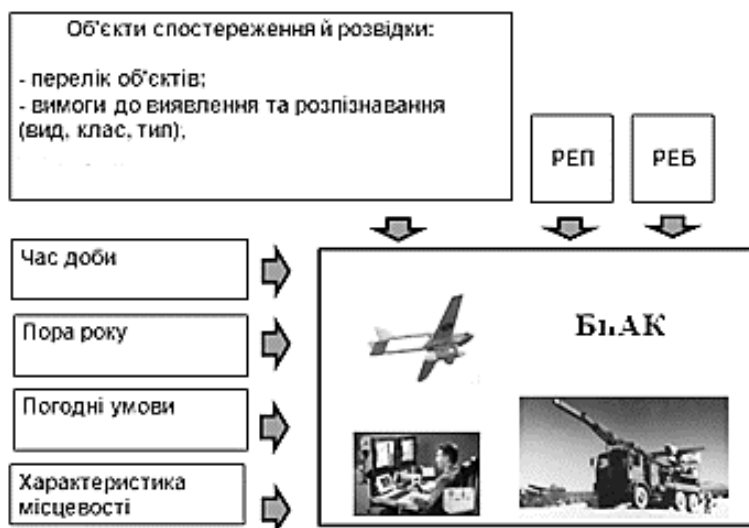 Об'єкти спостереження й розвідки:
- перелік об'єктів;
- вимоги до виявлення та розпізнавання
(вид, клас, тип),
РЕП
РЕБ
Час доби
Пора року
Погодні умови
Характеристика
місцевості
БпАК